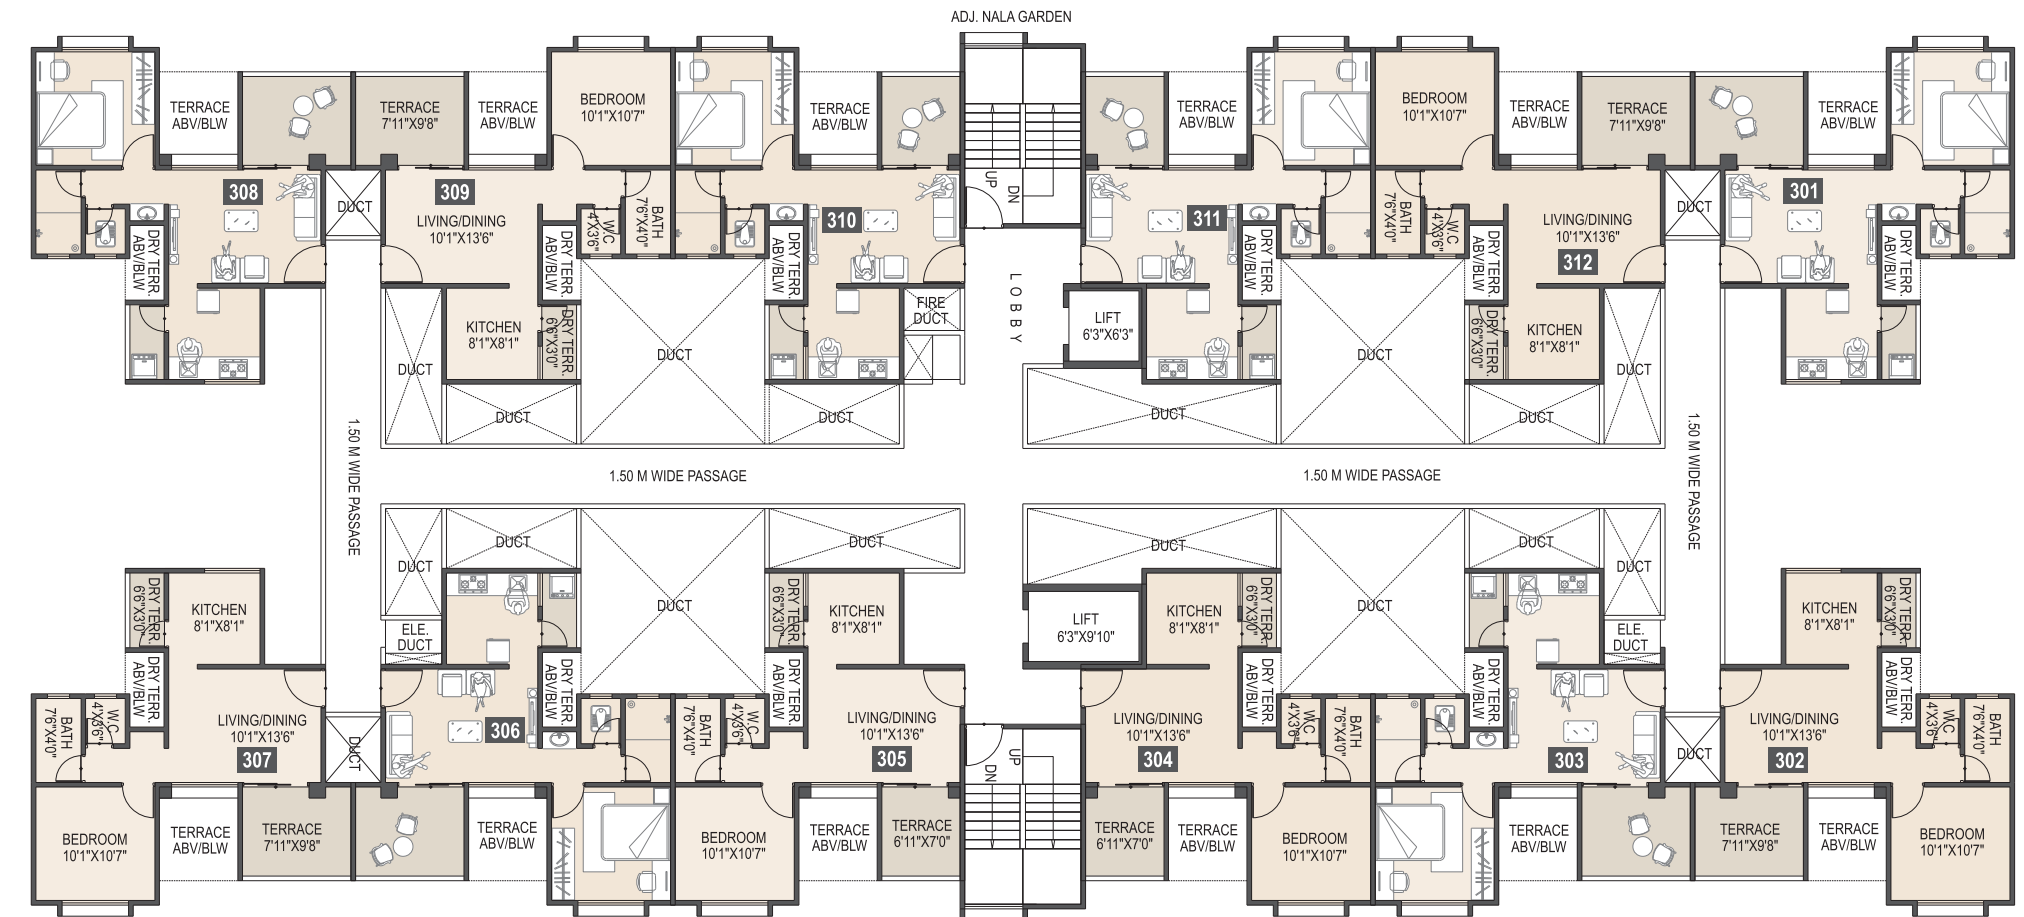 ADJ. NALA GARDEN
TERRACE
ABV/BLW
TERRACE
7'11"X9'8"
TERRACE
ABV/BLW
BEDROOM
10'1"X10'7"
TERRACE
ABV/BLW
TERRACE
ABV/BLW
BEDROOM
10'1"X10'7"
TERRACE
ABV/BLW
TERRACE
7'11"X9'8"
TERRACE
ABV/BLW
UP
DN
308
DUCT
309
LIVING/DINING
10'1"X13'6"
W.C
4'X3'6"
BATH
7'6"X4'0"
310
311
BATH
7'6"X4'0"
W.C
4'X3'6"
LIVING/DINING
10'1"X13'6"
312
DUCT
301
DRY TERR.
ABV/BLW
DRY TERR.
ABV/BLW
DRY TERR.
ABV/BLW
DRY TERR.
ABV/BLW
DRY TERR.
ABV/BLW
DRY TERR.
ABV/BLW
KITCHEN
8'1"X8'1"
DRY TERR.
6'6"X3'0"
DUCT
FIRE
DUCT
LOBBY
LIFT
6'3"X6'3"
DUCT
DRY TERR.
6'6"X3'0"
KITCHEN
8'1"X8'1"
DUCT
DUCT
DUCT
DUCT
DUCT
DUCT
1.50 M WIDE PASSAGE
1.50 M WIDE PASSAGE
1.50 M WIDE PASSAGE
1.50 M WIDE PASSAGE
DUCT
DUCT
DUCT
DUCT
DUCT
DUCT
DUCT
DUCT
DRY TERR.
6'6"X3'0"
KITCHEN
8'1"X8'1"
ELE.
DUCT
DRY TERR.
6'6"X3'0"
KITCHEN
8'1"X8'1"
LIFT
6'3"X9'10"
KITCHEN
8'1"X8'1"
DRY TERR.
6'6"X3'0"
ELE.
DUCT
KITCHEN
8'1"X8'1"
DRY TERR.
6'6"X3'0"
DRY TERR.
ABV/BLW
DRY TERR.
ABV/BLW
DRY TERR.
ABV/BLW
DRY TERR.
ABV/BLW
DRY TERR.
ABV/BLW
DRY TERR.
ABV/BLW
BATH
7'6"X4'0"
W.C
4'X3'6"
LIVING/DINING
10'1"X13'6"
307
DUCT
306
BATH
7'6"X4'0"
W.C
4'X3'6"
LIVING/DINING
10'1"X13'6"
305
UP
DN
LIVING/DINING
10'1"X13'6"
304
W.C
4'X3'6"
BATH
7'6"X4'0"
303
DUCT
LIVING/DINING
10'1"X13'6"
302
W.C
4'X3'6"
BATH
7'6"X4'0"
BEDROOM
10'1"X10'7"
TERRACE
ABV/BLW
TERRACE
7'11"X9'8"
TERRACE
ABV/BLW
BEDROOM
10'1"X10'7"
TERRACE
ABV/BLW
TERRACE
6'11"X7'0"
TERRACE
6'11"X7'0"
TERRACE
ABV/BLW
BEDROOM
10'1"X10'7"
TERRACE
ABV/BLW
TERRACE
7'11"X9'8"
TERRACE
ABV/BLW
BEDROOM
10'1"X10'7"